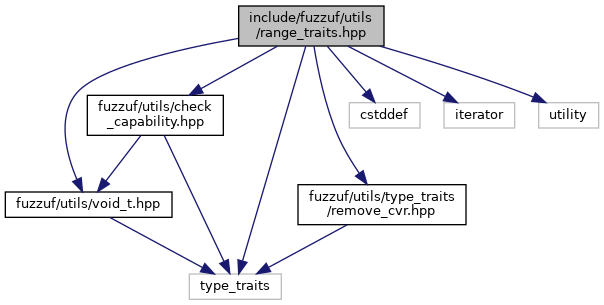 include/fuzzuf/utils
/range_traits.hpp
fuzzuf/utils/check
_capability.hpp
cstddef
iterator
utility
fuzzuf/utils/void_t.hpp
fuzzuf/utils/type_traits
/remove_cvr.hpp
type_traits